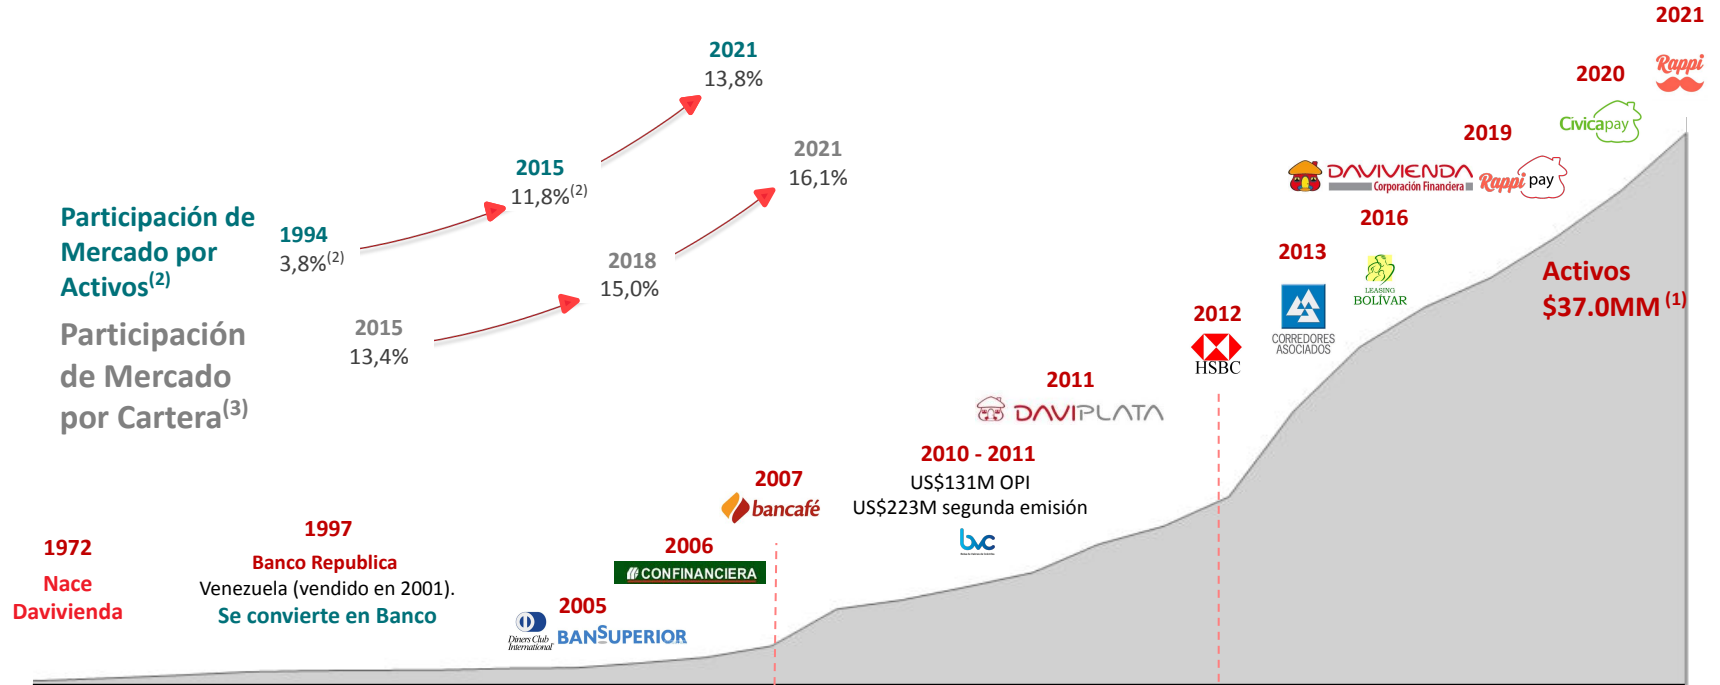 2021
Rappi
2020
Civicapay
2019
DAVIVIENDA
Corporación Financiera
Rappi pay
2016
LEASING
BOLÍVAR
2013
CORREDORES
ASOCIADOS
2012
HSBC
Activos
$37.0MM (1)
2021
13,8%
2015
11,8%(2)
1994
3,8%(2)
Participación de
Mercado por
Activos(2)
2021
16,1%
2018
15,0%
2015
13,4%
Participación
de Mercado
por Cartera(3)
2011
DAVIPLATA
2010 - 2011
US$131M OPI
US$223M segunda emisión
bvc
2007
bancafé
2006
CONFINANCIERA
2005
Diners Club
International
BANSUPERIOR
1997
Banco Republica
Venezuela (vendido en 2001).
Se convierte en Banco
1972
Nace
Davivienda